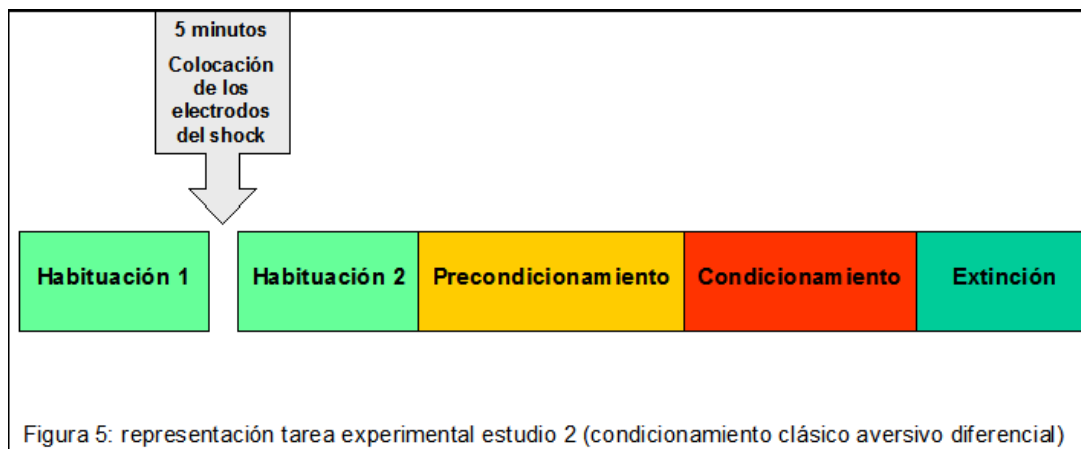 5 minutos
Colocación
de los
electrodos
del shock
Habituación 1
Habituación 2
Precondicionamiento
Condicionamiento
Extinción
Figura 5: representación tarea experimental estudio 2 (condicionamiento clásico aversivo diferencial)